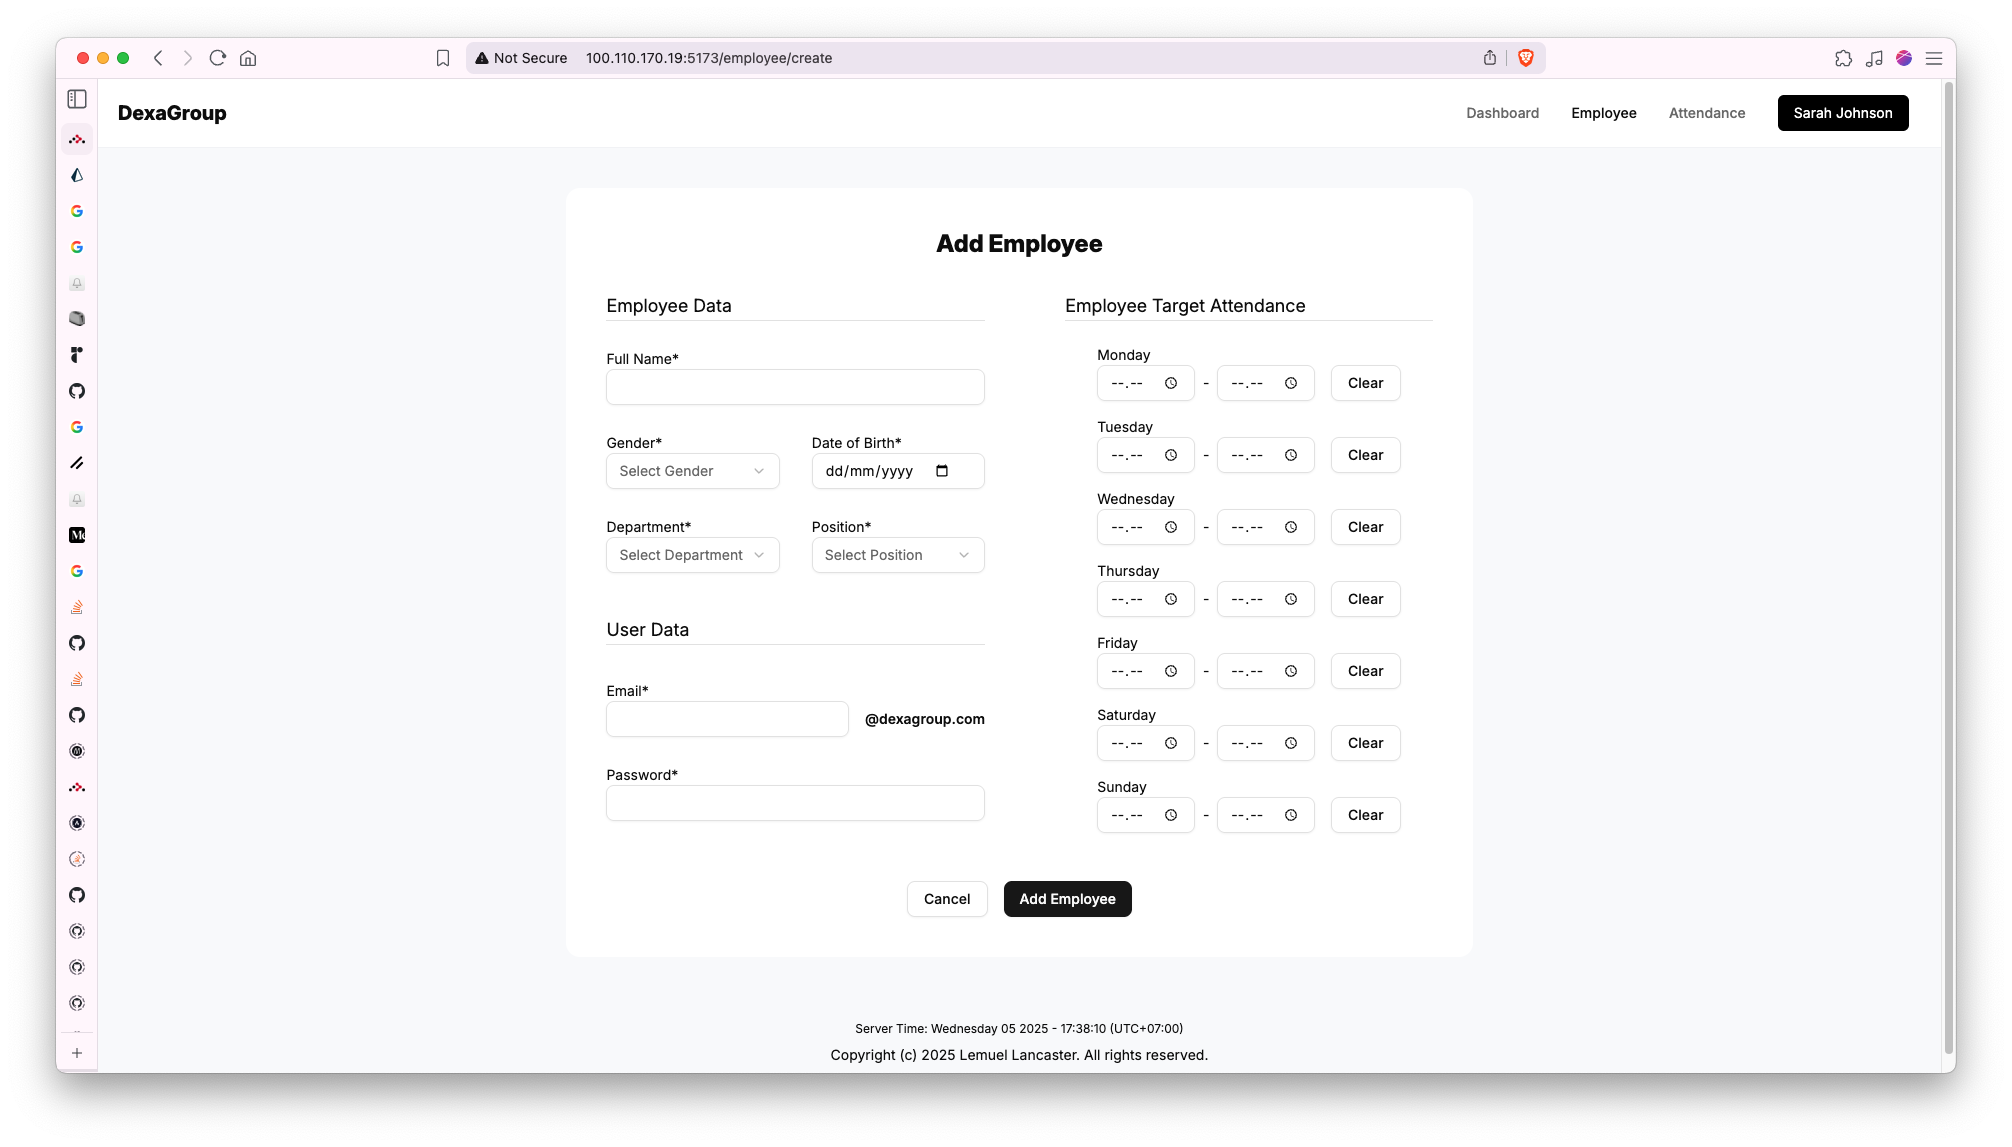 Not Secure 100.110.170.19:5173/employee/create
DexaGroup
Dashboard Employee Attendance Sarah Johnson
Add Employee
Employee Data
Full Name*
Gender* Date of Birth*
Select Gender dd/mm/yyyy
Department* Position*
Select Department Select Position
User Data
Email*
@dexagroup.com
Password*
Employee Target Attendance
Monday
--.-- - --.-- Clear
Tuesday
--.-- - --.-- Clear
Wednesday
--.-- - --.-- Clear
Thursday
--.-- - --.-- Clear
Friday
--.-- - --.-- Clear
Saturday
--.-- - --.-- Clear
Sunday
--.-- - --.-- Clear
Cancel Add Employee
Server Time: Wednesday 05 2025 - 17:38:10 (UTC+07:00)
Copyright (c) 2025 Lemuel Lancaster. All rights reserved.